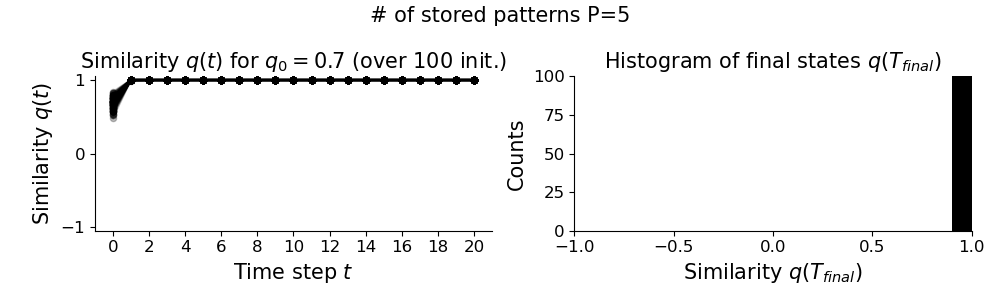 # of stored patterns P=5
Similarity q(t) for q₀ = 0.7 (over 100 init.)
Similarity q(t)
1
0
−1
0 2 4 6 8 10 12 14 16 18 20
Time step t
Histogram of final states q(T_final)
Counts
100
75
50
25
0
−1.0 −0.5 0.0 0.5 1.0
Similarity q(T_final)